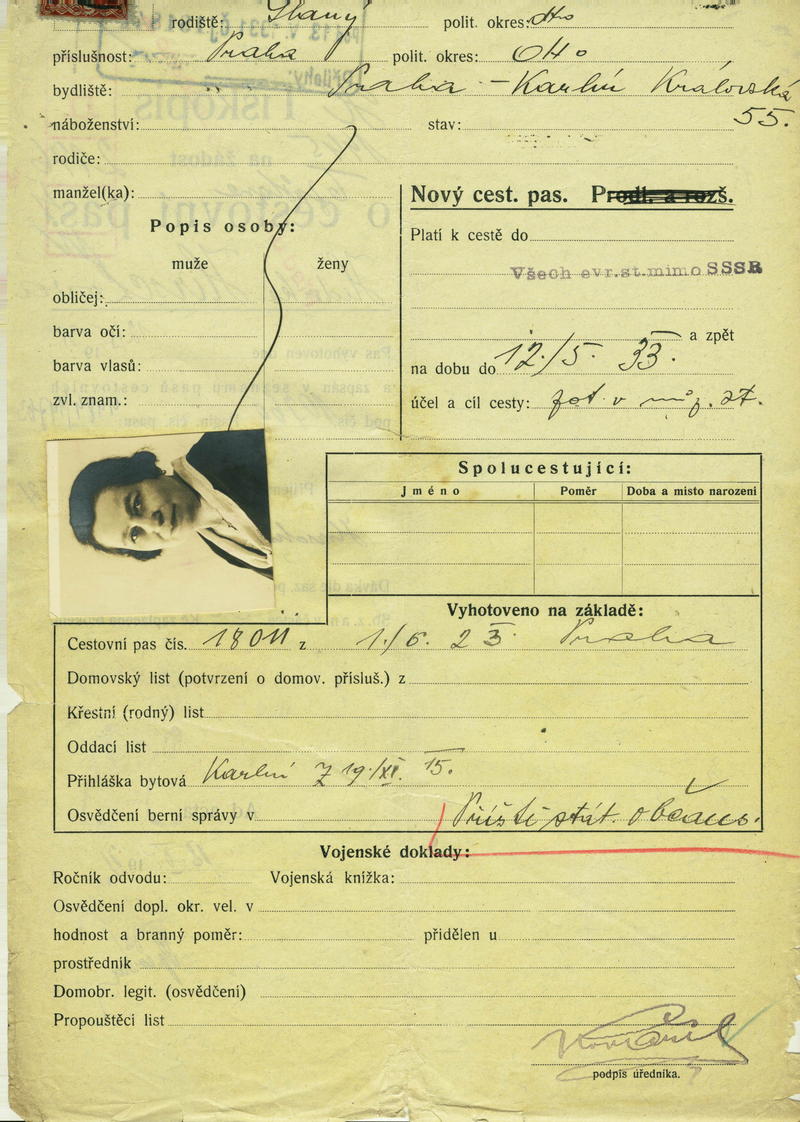 rodiště: polit. okres:
příslušnost: Praha polit. okres:
bydliště: Praha - Karlín Královská
55.
náboženství: stav:
rodiče:
manžel(ka):
Nový cest. pas. Prodl. a rozš.
Popis osoby:
Platí k cestě do
muže ženy
Všech evr. st. mimo SSSR
obličej:
barva očí:
a zpět
barva vlasů:
na dobu do 12./5. 33.
zvl. znam.:
účel a cíl cesty:
Spolucestující:
Jméno Poměr Doba a misto narození
Vyhotoveno na základě:
Cestovní pas čís. 18011 z 1./6. 23. Praha
Domovský list (potvrzení o domov. přísluš.) z
Křestní (rodný) list
Oddací list
Přihláška bytová Karlín z 19./XI. 15.
Osvědčení berní správy v Příště stát. občans.
Vojenské doklady:
Ročník odvodu: Vojenská knížka:
Osvědčení dopl. okr. vel. v
hodnost a branný poměr: přidělen u
prostředník
Domobr. legit. (osvědčení)
Propouštěcí list
podpis úředníka.